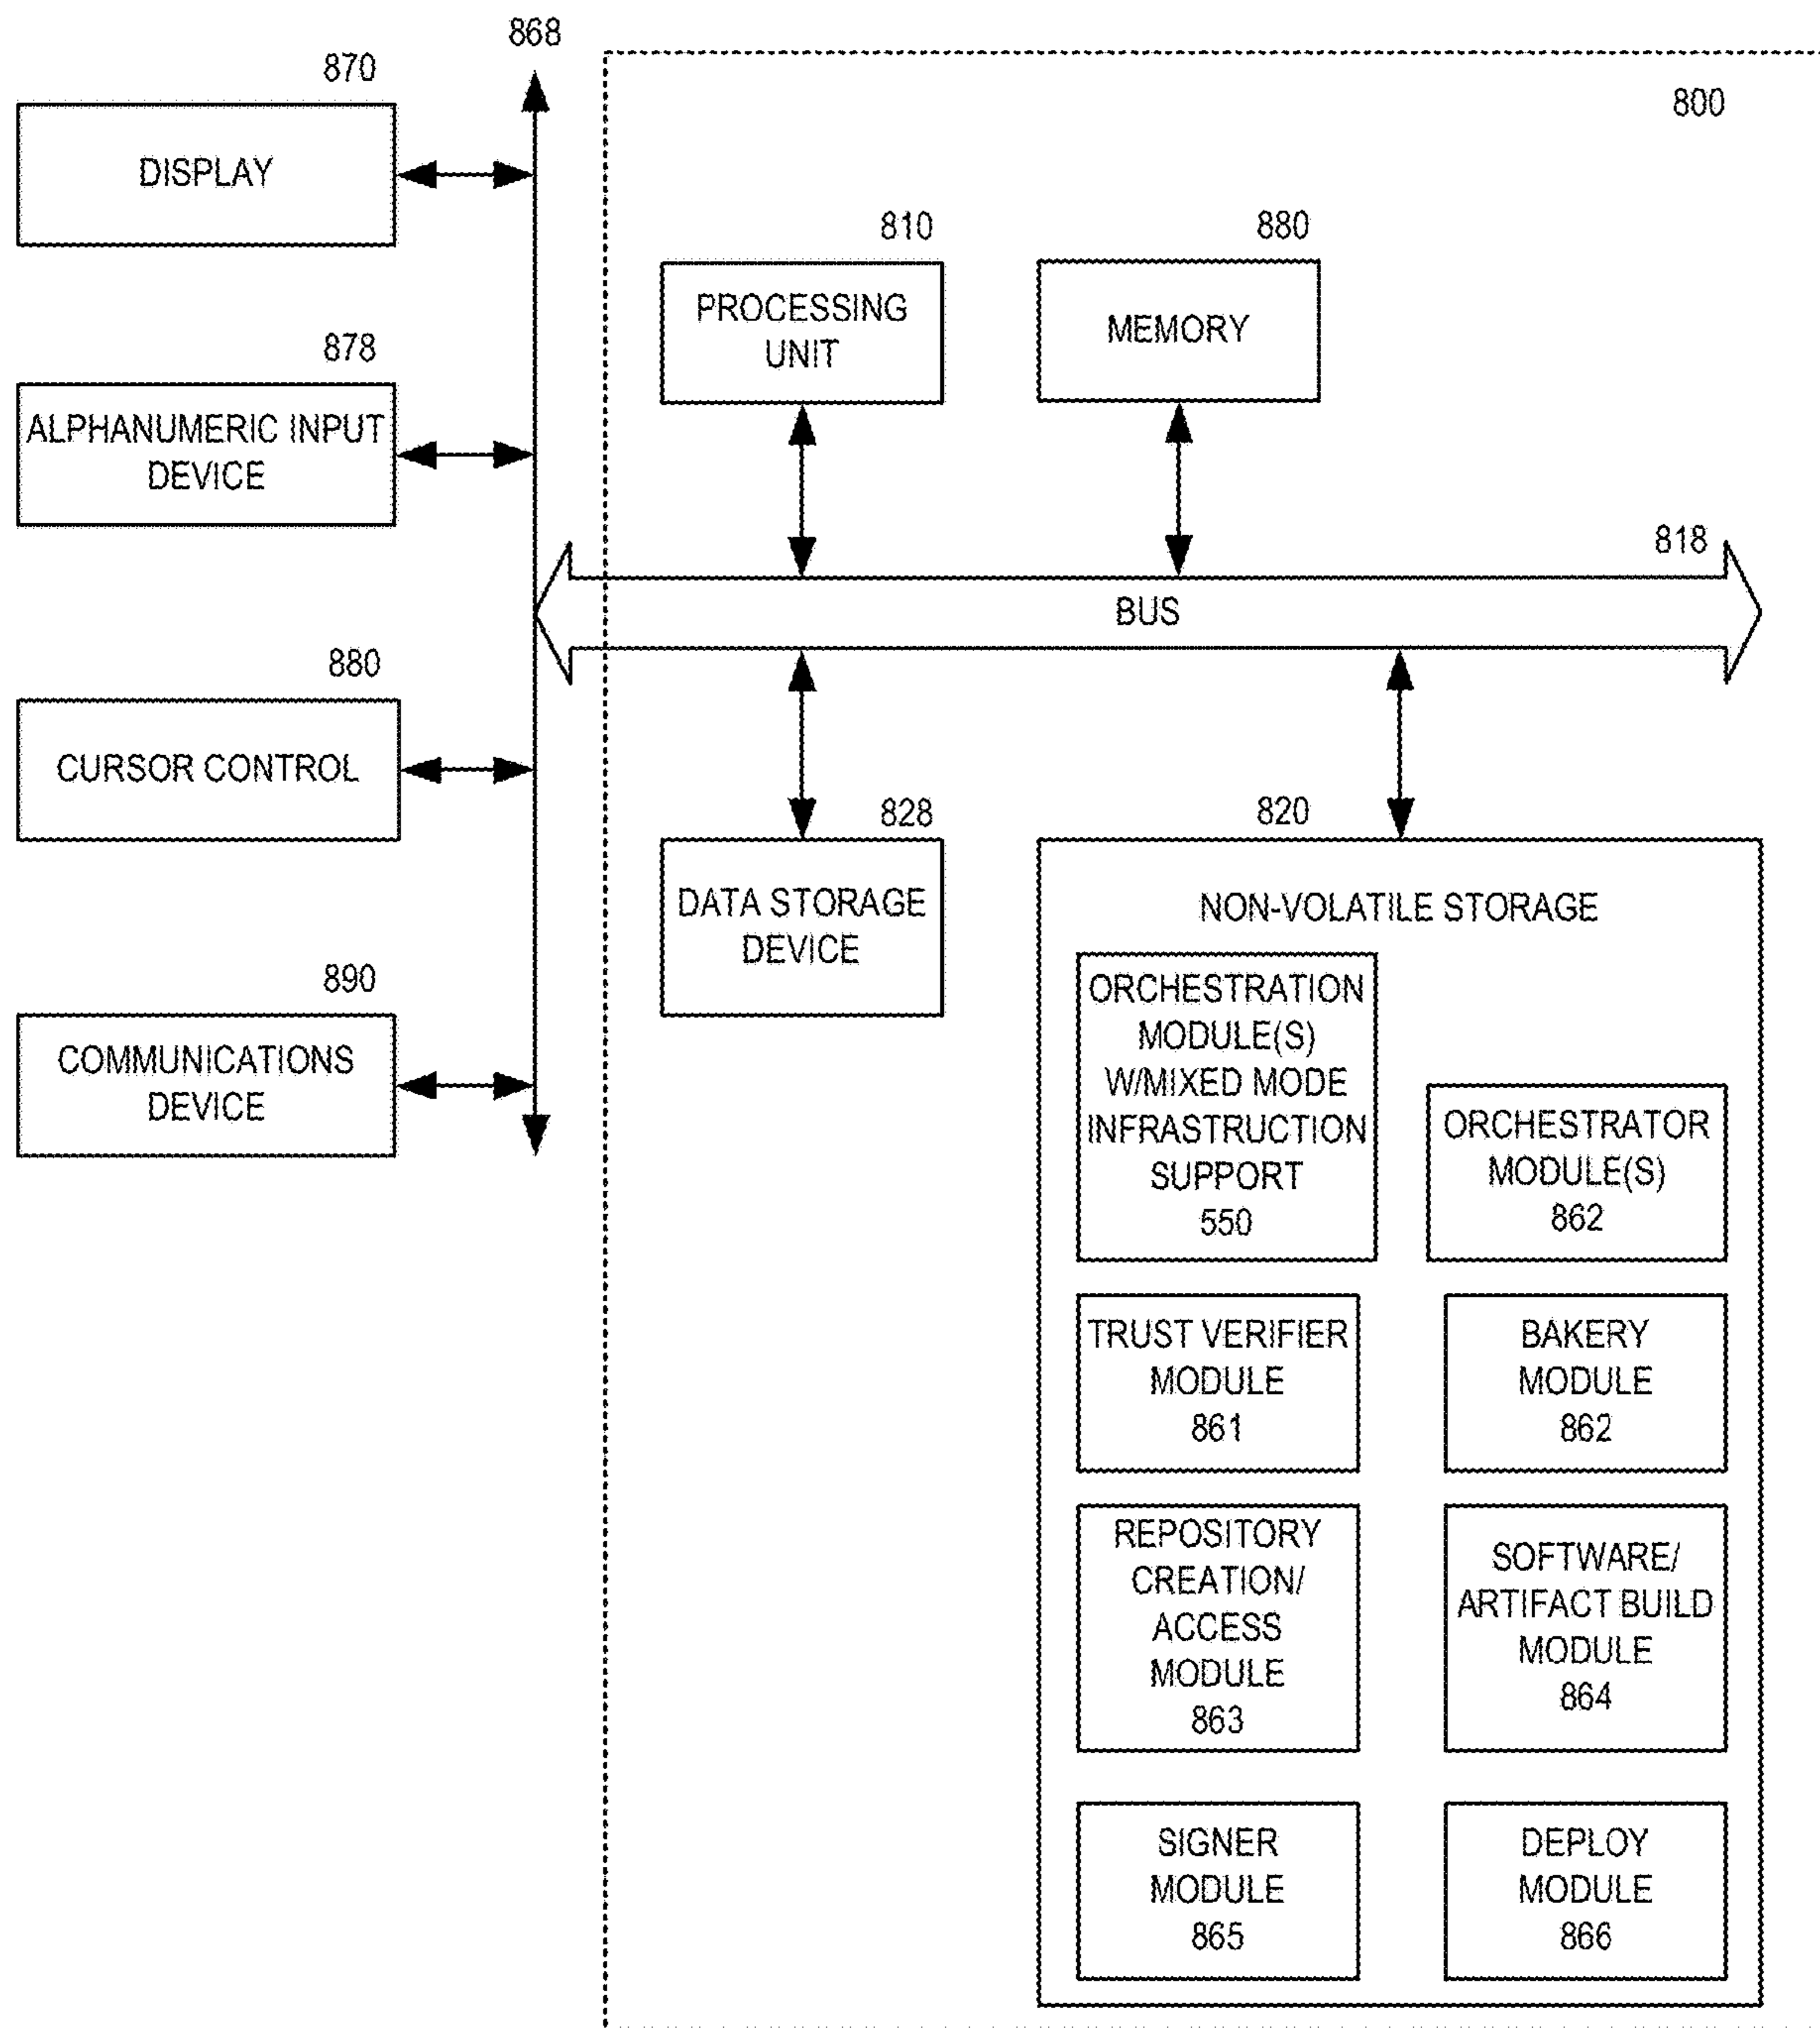 868
870
DISPLAY
800
810
PROCESSING
UNIT
880
MEMORY
878
ALPHANUMERIC INPUT
DEVICE
818
BUS
880
CURSOR CONTROL
828
DATA STORAGE
DEVICE
820
NON-VOLATILE STORAGE
890
COMMUNICATIONS
DEVICE
ORCHESTRATION
MODULE(S)
W/MIXED MODE
INFRASTRUCTION
SUPPORT
550
ORCHESTRATOR
MODULE(S)
862
TRUST VERIFIER
MODULE
861
BAKERY
MODULE
862
REPOSITORY
CREATION/
ACCESS
MODULE
863
SOFTWARE/
ARTIFACT BUILD
MODULE
864
SIGNER
MODULE
865
DEPLOY
MODULE
866